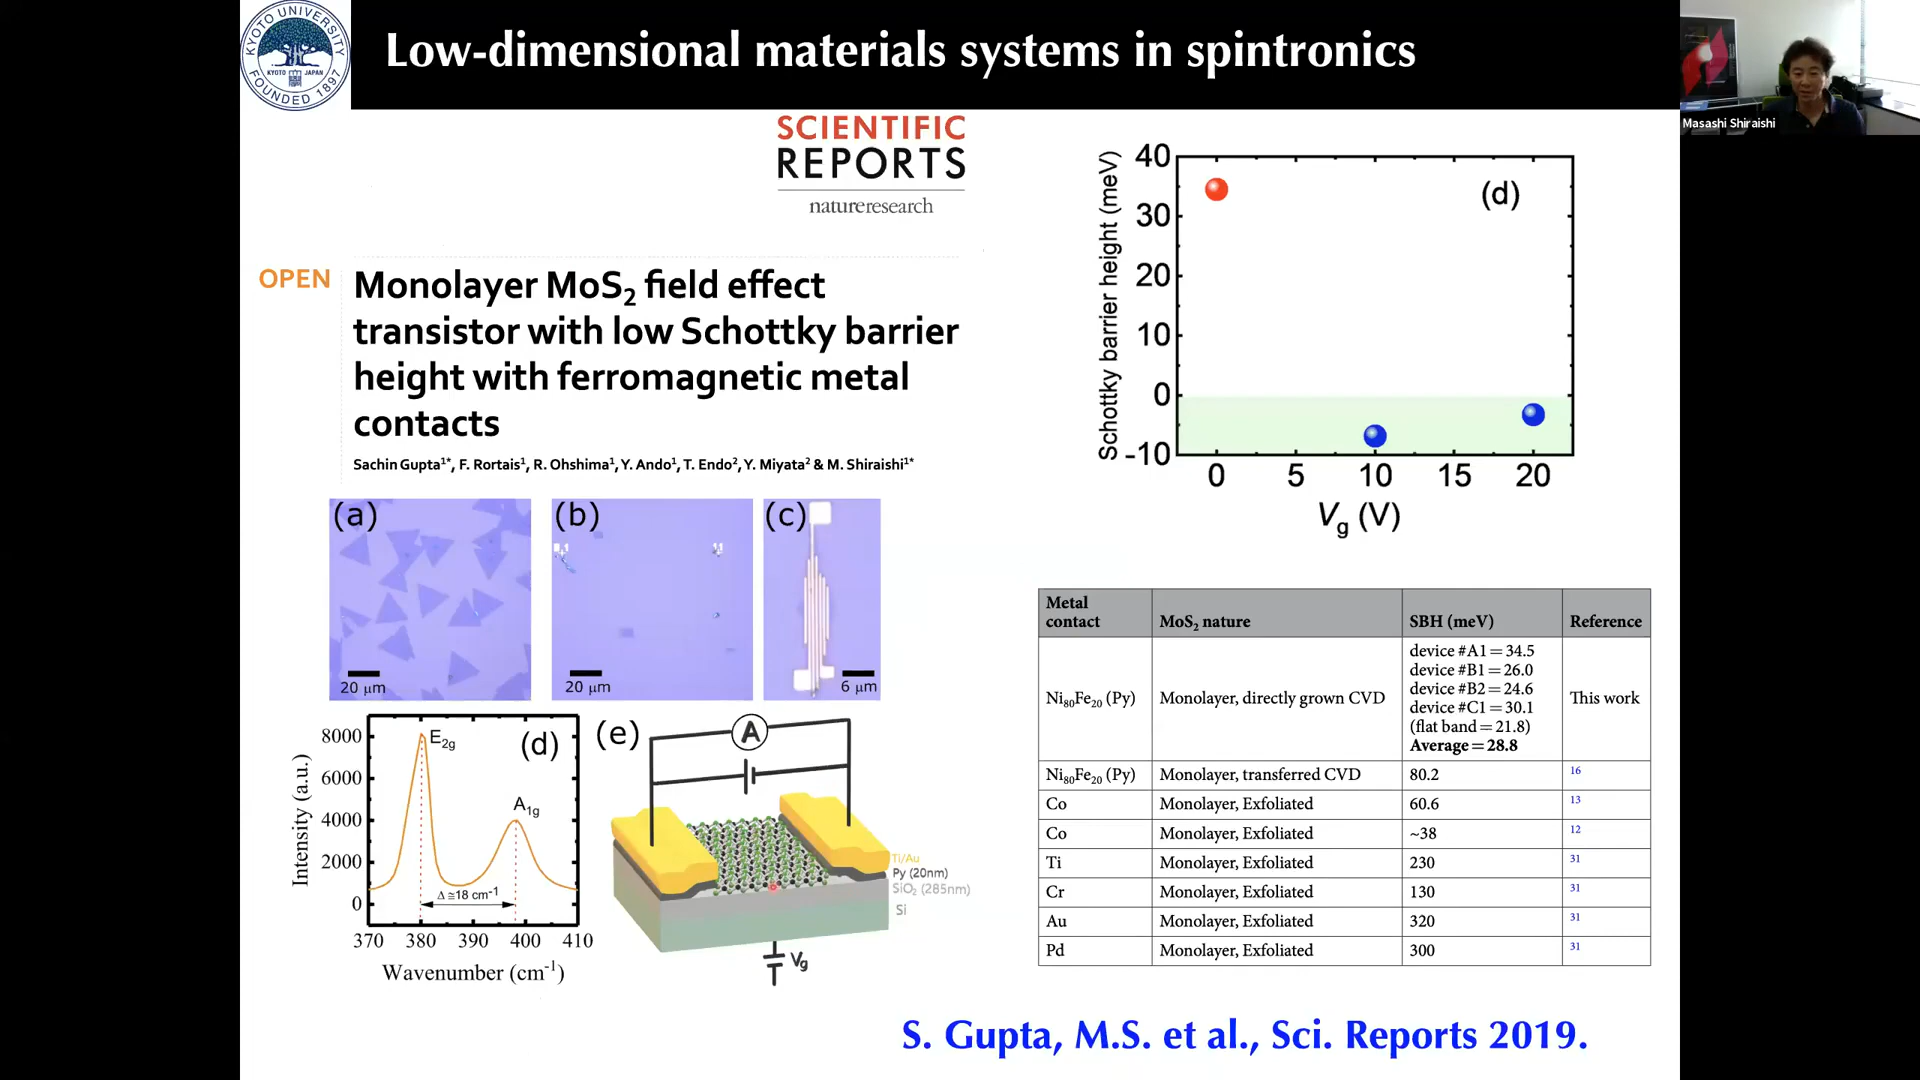 KYOTO UNIVERSITY
KYOTO JAPAN
FOUNDED 1897
Low-dimensional materials systems in spintronics
Masashi Shiraishi
SCIENTIFIC
REPORTS
natureresearch
OPEN
Monolayer MoS₂ field effect
transistor with low Schottky barrier
height with ferromagnetic metal
contacts
Sachin Gupta¹*, F. Rortais¹, R. Ohshima¹, Y. Ando¹, T. Endo², Y. Miyata² & M. Shiraishi¹*
(a)
20 μm
(b)
20 μm
(c)
6 μm
(d)
E₂g
A₁g
Δ≅18 cm⁻¹
8000
6000
4000
2000
0
Intensity (a.u.)
370 380 390 400 410
Wavenumber (cm⁻¹)
(e)
A
Ti/Au
Py (20nm)
SiO₂ (285nm)
Si
Vg
(d)
Schottky barrier height (meV)
40
30
20
10
0
-10
0 5 10 15 20
Vg (V)
Metal contact MoS₂ nature SBH (meV) Reference
Ni₈₀Fe₂₀ (Py) Monolayer, directly grown CVD device #A1 = 34.5
device #B1 = 26.0
device #B2 = 24.6
device #C1 = 30.1
(flat band = 21.8)
Average = 28.8 This work
Ni₈₀Fe₂₀ (Py) Monolayer, transferred CVD 80.2 16
Co Monolayer, Exfoliated 60.6 13
Co Monolayer, Exfoliated ~38 12
Ti Monolayer, Exfoliated 230 31
Cr Monolayer, Exfoliated 130 31
Au Monolayer, Exfoliated 320 31
Pd Monolayer, Exfoliated 300 31
S. Gupta, M.S. et al., Sci. Reports 2019.